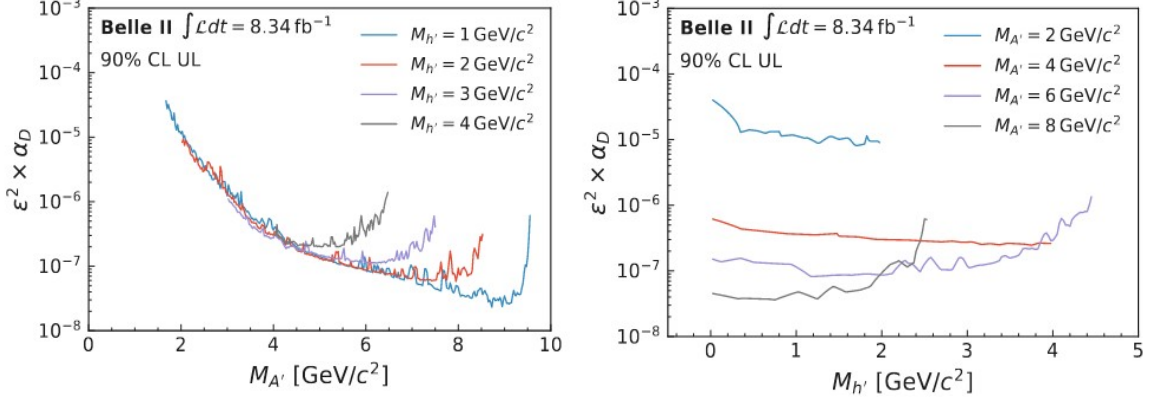 Belle II ∫ℒdt = 8.34 fb⁻¹
90% CL UL
M_h′ = 1 GeV/c²
M_h′ = 2 GeV/c²
M_h′ = 3 GeV/c²
M_h′ = 4 GeV/c²
10⁻³
10⁻⁴
10⁻⁵
10⁻⁶
10⁻⁷
10⁻⁸
ε² × α_D
0 2 4 6 8 10
M_A′ [GeV/c²]
Belle II ∫ℒdt = 8.34 fb⁻¹
90% CL UL
M_A′ = 2 GeV/c²
M_A′ = 4 GeV/c²
M_A′ = 6 GeV/c²
M_A′ = 8 GeV/c²
10⁻³
10⁻⁴
10⁻⁵
10⁻⁶
10⁻⁷
10⁻⁸
ε² × α_D
0 1 2 3 4 5
M_h′ [GeV/c²]